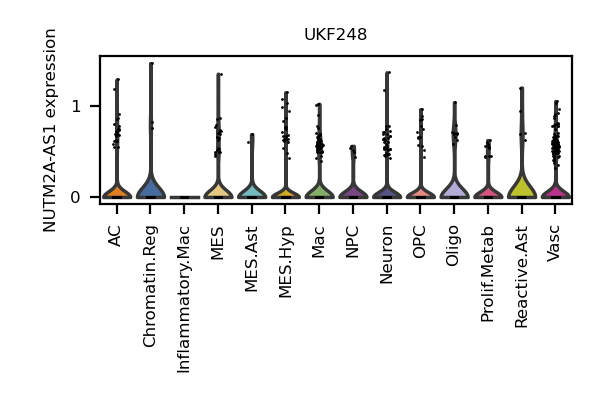 UKF248
NUTM2A-AS1 expression
1
0
AC
Chromatin.Reg
Inflammatory.Mac
MES
MES.Ast
MES.Hyp
Mac
NPC
Neuron
OPC
Oligo
Prolif.Metab
Reactive.Ast
Vasc